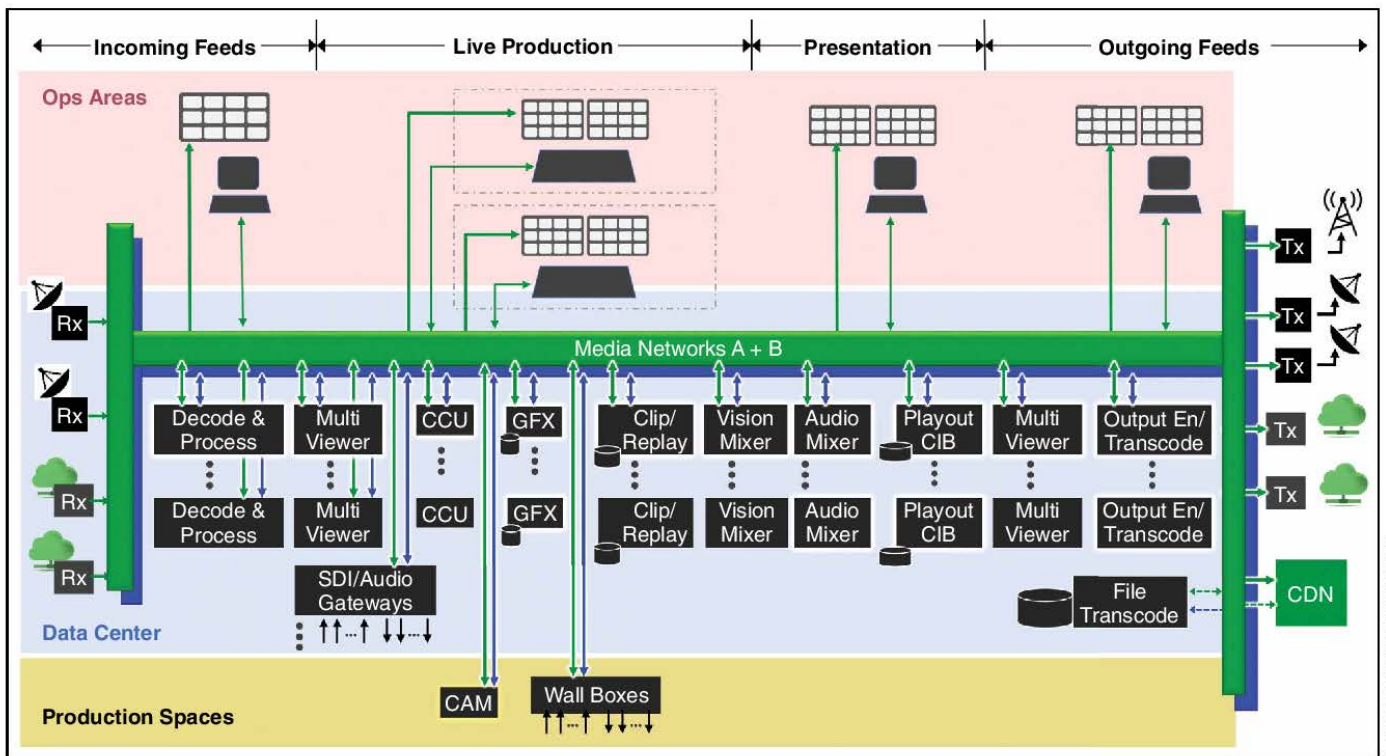 Incoming Feeds
Live Production
Presentation
Outgoing Feeds
Ops Areas
Rx
Rx
Rx
Rx
Tx
Tx
Tx
Tx
Tx
Media Networks A + B
Decode &
Process
Multi
Viewer
CCU
GFX
Clip/
Replay
Vision
Mixer
Audio
Mixer
Playout
CIB
Multi
Viewer
Output En/
Transcode
Decode &
Process
Multi
Viewer
CCU
GFX
Clip/
Replay
Vision
Mixer
Audio
Mixer
Playout
CIB
Multi
Viewer
Output En/
Transcode
SDI/Audio
Gateways
File
Transcode
CDN
Data Center
CAM
Wall Boxes
Production Spaces